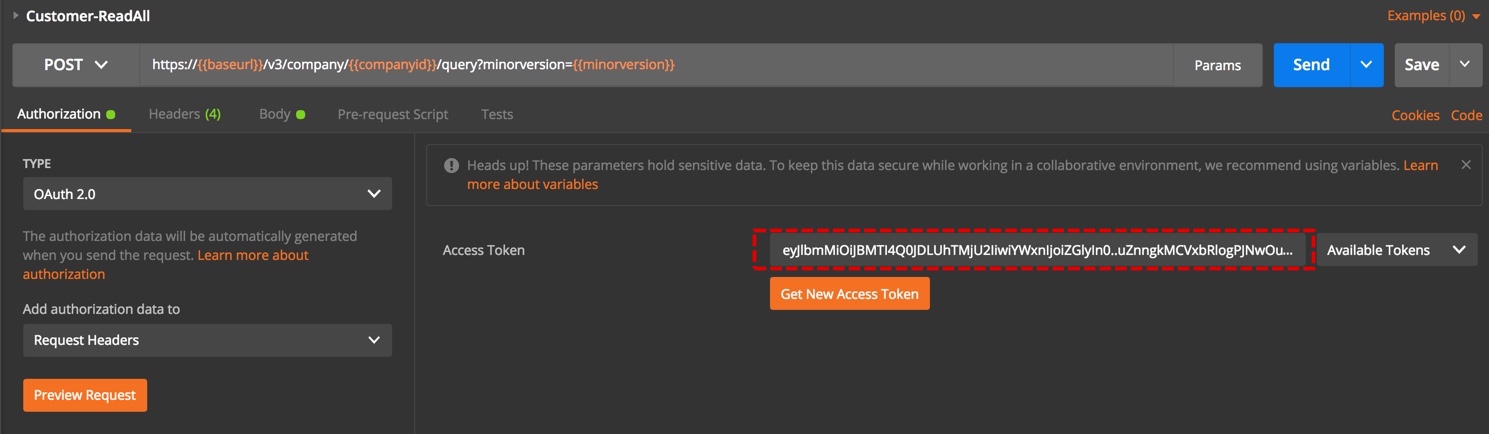 Customer-ReadAll
Examples (0)
POST
https://{{baseurl}}/v3/company/{{companyid}}/query?minorversion={{minorversion}}
Params
Send
Save
Authorization
Headers (4)
Body
Pre-request Script
Tests
Cookies
Code
TYPE
OAuth 2.0
The authorization data will be automatically generated
when you send the request. Learn more about
authorization
Add authorization data to
Request Headers
Preview Request
Heads up! These parameters hold sensitive data. To keep this data secure while working in a collaborative environment, we recommend using variables. Learn
more about variables
Access Token
eyJlbmMiOiJBMTI4Q0JDLUhTMjU2IiwiYWxnIjoiZGlyIn0..uZnngkMCVxbRlogPJNwOu...
Available Tokens
Get New Access Token